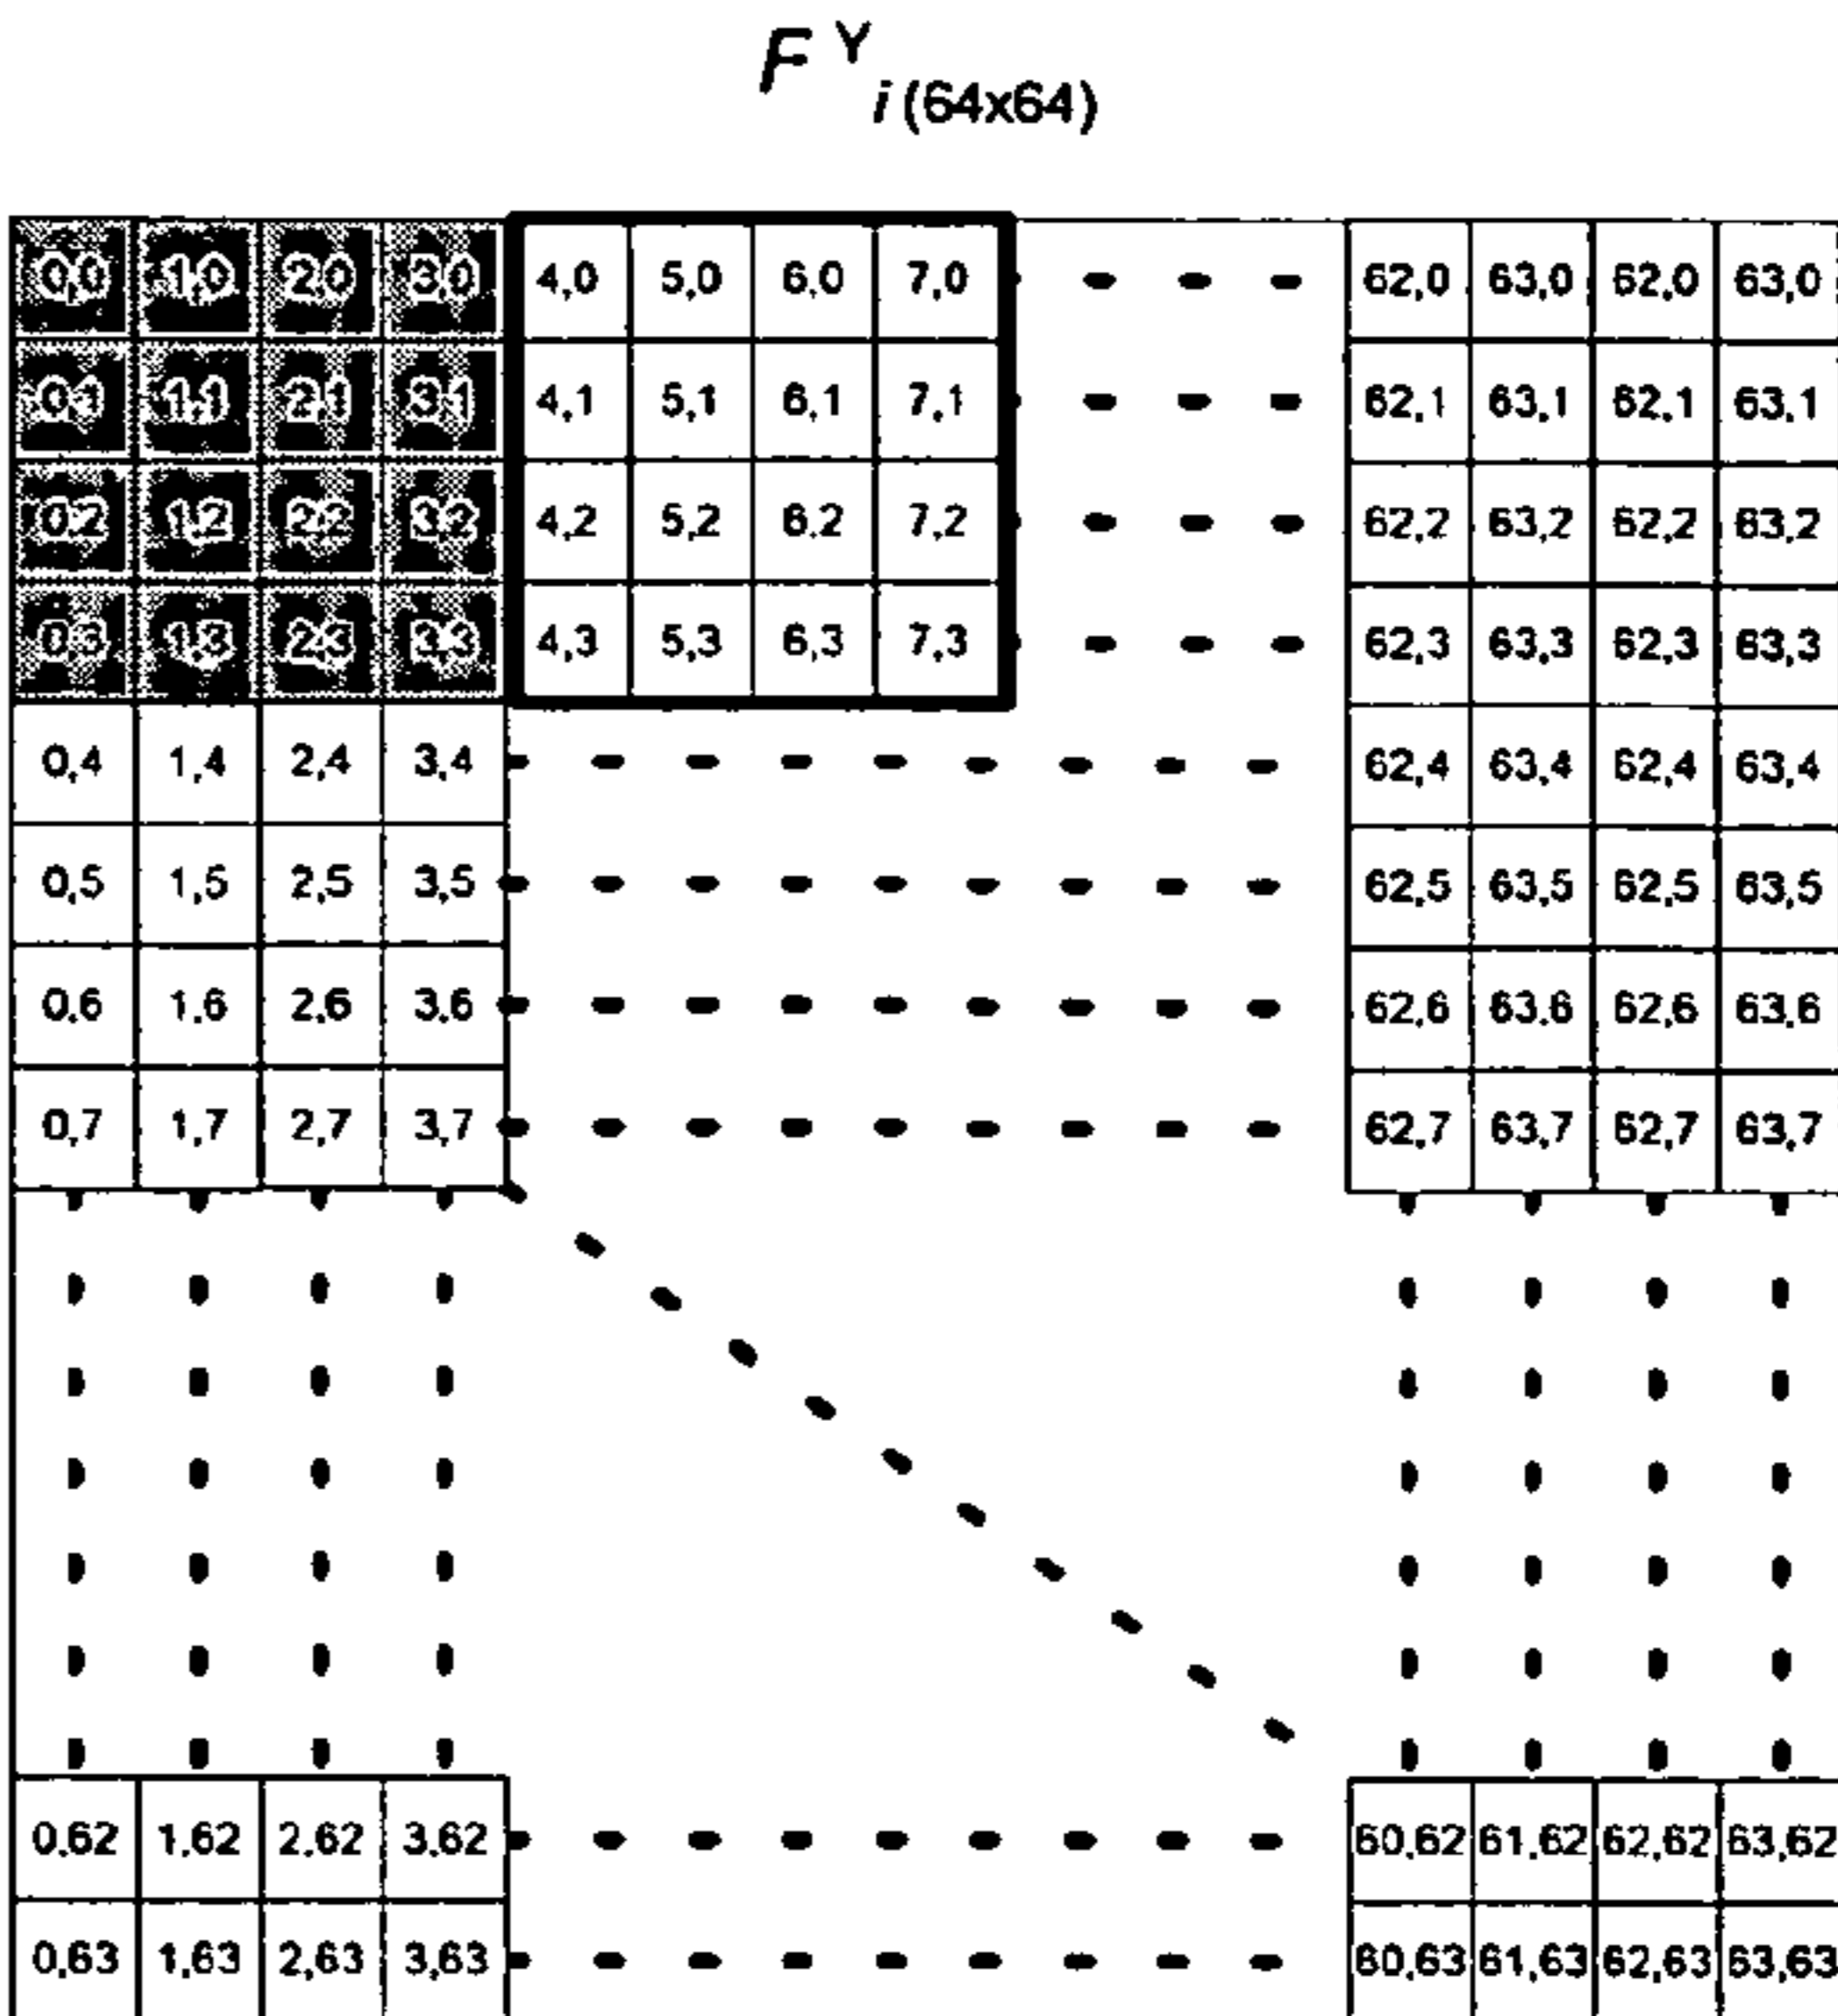 F Y i (64x64)
0,0 1,0 2,0 3,0 4,0 5,0 6,0 7,0 62,0 63,0 62,0 63,0
0,1 1,1 2,1 3,1 4,1 5,1 6,1 7,1 62,1 63,1 62,1 63,1
0,2 1,2 2,2 3,2 4,2 5,2 6,2 7,2 62,2 63,2 62,2 63,2
0,3 1,3 2,3 3,3 4,3 5,3 6,3 7,3 62,3 63,3 62,3 63,3
0,4 1,4 2,4 3,4 62,4 63,4 62,4 63,4
0,5 1,5 2,5 3,5 62,5 63,5 62,5 63,5
0,6 1,6 2,6 3,6 62,6 63,6 62,6 63,6
0,7 1,7 2,7 3,7 62,7 63,7 62,7 63,7
0,62 1,62 2,62 3,62 60,62 61,62 62,62 63,62
0,63 1,63 2,63 3,63 60,63 61,63 62,63 63,63